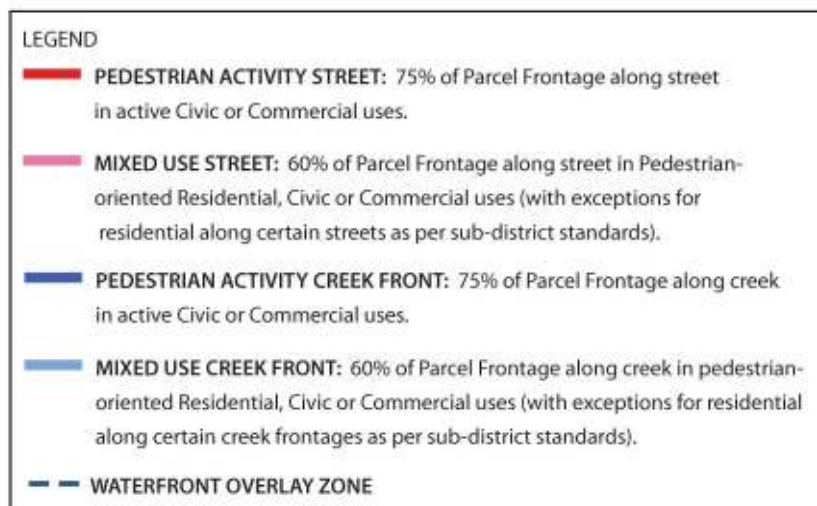 LEGEND
PEDESTRIAN ACTIVITY STREET: 75% of Parcel Frontage along street
in active Civic or Commercial uses.
MIXED USE STREET: 60% of Parcel Frontage along street in Pedestrian-
oriented Residential, Civic or Commercial uses (with exceptions for
residential along certain streets as per sub-district standards).
PEDESTRIAN ACTIVITY CREEK FRONT: 75% of Parcel Frontage along creek
in active Civic or Commercial uses.
MIXED USE CREEK FRONT: 60% of Parcel Frontage along creek in pedestrian-
oriented Residential, Civic or Commercial uses (with exceptions for residential
along certain creek frontages as per sub-district standards).
WATERFRONT OVERLAY ZONE